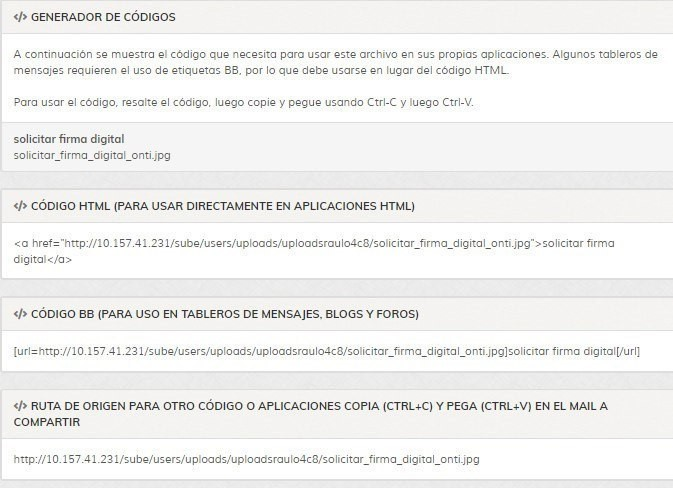 </> GENERADOR DE CÓDIGOS
A continuación se muestra el código que necesita para usar este archivo en sus propias aplicaciones. Algunos tableros de
mensajes requieren el uso de etiquetas BB, por lo que debe usarse en lugar del código HTML.
Para usar el código, resalte el código, luego copie y pegue usando Ctrl-C y luego Ctrl-V.
solicitar firma digital
solicitar_firma_digital_onti.jpg
</> CÓDIGO HTML (PARA USAR DIRECTAMENTE EN APLICACIONES HTML)
<a href="http://10.157.41.231/sube/users/uploads/uploadsraulo4c8/solicitar_firma_digital_onti.jpg">solicitar firma
digital</a>
</> CÓDIGO BB (PARA USO EN TABLEROS DE MENSAJES, BLOGS Y FOROS)
[url=http://10.157.41.231/sube/users/uploads/uploadsraulo4c8/solicitar_firma_digital_onti.jpg]solicitar firma digital[/url]
</> RUTA DE ORIGEN PARA OTRO CÓDIGO O APLICACIONES COPIA (CTRL+C) Y PEGA (CTRL+V) EN EL MAIL A
COMPARTIR
http://10.157.41.231/sube/users/uploads/uploadsraulo4c8/solicitar_firma_digital_onti.jpg